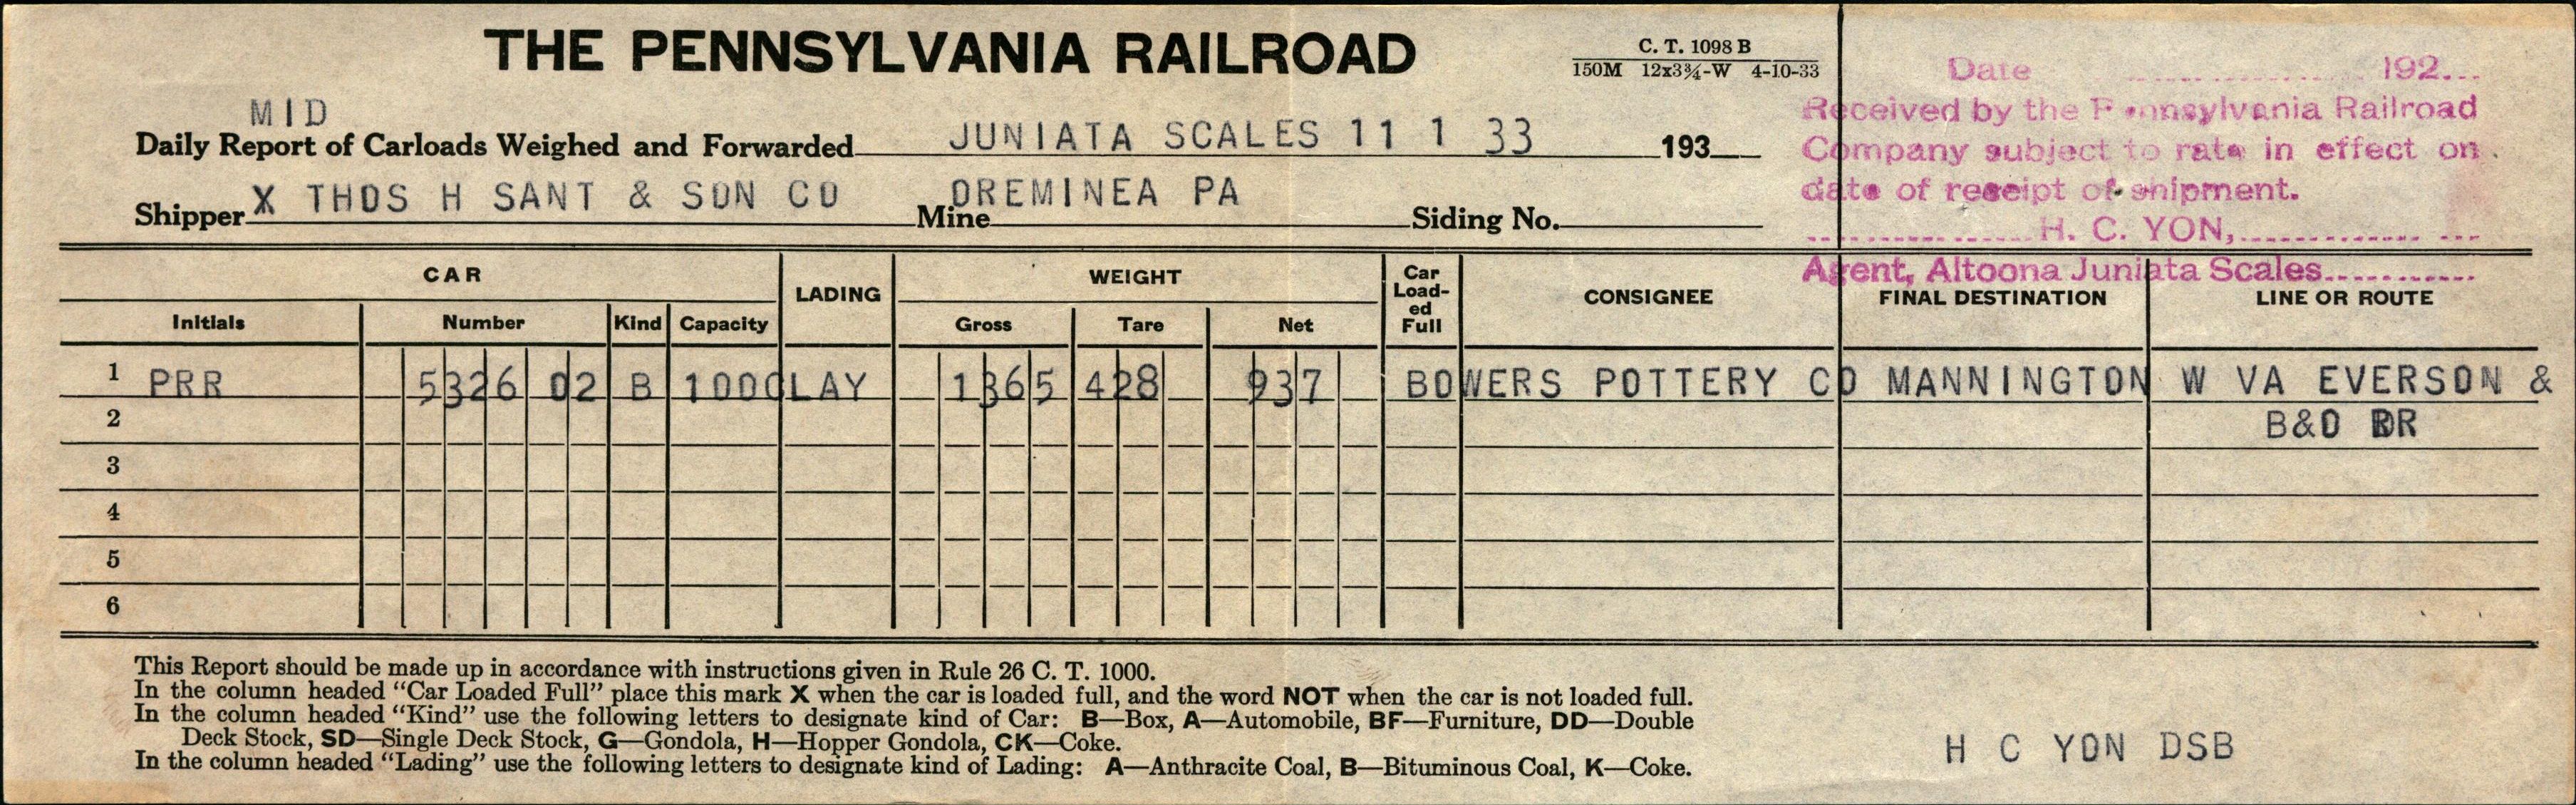 THE PENNSYLVANIA RAILROAD
C. T. 1098 B
150M 12x3¾-W 4-10-33
Date ............ 192...
Received by the Pennsylvania Railroad
Company subject to rate in effect on
date of receipt of shipment.
H. C. YON,
Agent, Altoona Juniata Scales
MID
Daily Report of Carloads Weighed and Forwarded JUNIATA SCALES 11 1 33 193
Shipper X THOS H SANT & SON CO Mine OREMINEA PA Siding No.
CAR LADING WEIGHT Car Loaded Full CONSIGNEE FINAL DESTINATION LINE OR ROUTE
Initials Number Kind Capacity Gross Tare Net
1 PRR 5326 02 B 100CLAY 1365 428 937 BOWERS POTTERY CO MANNINGTON W VA EVERSON &
2 B&O RR
3
4
5
6
This Report should be made up in accordance with instructions given in Rule 26 C. T. 1000.
In the column headed "Car Loaded Full" place this mark X when the car is loaded full, and the word NOT when the car is not loaded full.
In the column headed "Kind" use the following letters to designate kind of Car: B—Box, A—Automobile, BF—Furniture, DD—Double
Deck Stock, SD—Single Deck Stock, G—Gondola, H—Hopper Gondola, CK—Coke.
In the column headed "Lading" use the following letters to designate kind of Lading: A—Anthracite Coal, B—Bituminous Coal, K—Coke.
H C YON DSB